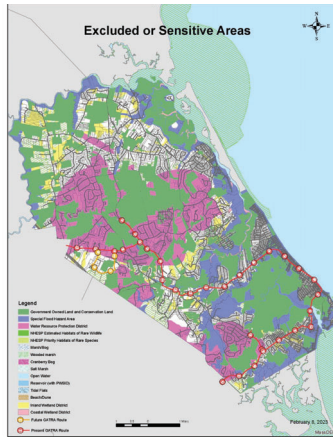 Excluded or Sensitive Areas
N
W
E
S
Legend
Government Owned Land and Conservation Land
Special Flood Hazard Area
Water Resource Protection District
NHESP Estimated Habitats of Rare Wildlife
NHESP Priority Habitats of Rare Species
Marsh/Bog
Wooded marsh
Cranberry Bog
Salt Marsh
Open Water
Reservoir (with PWSID)
Tidal Flats
Beach/Dune
Inland Wetland District
Coastal Wetland District
Future GATRA Route
Present GATRA Route
February 6, 2023